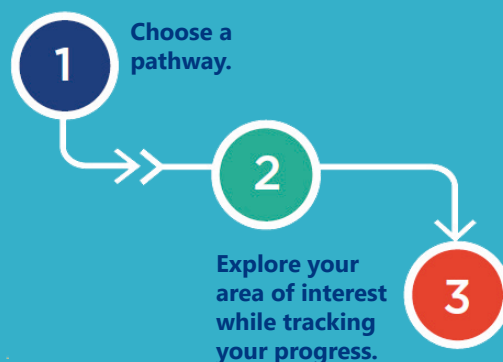 1
Choose a
pathway.
2
Explore your
area of interest
while tracking
your progress.
3